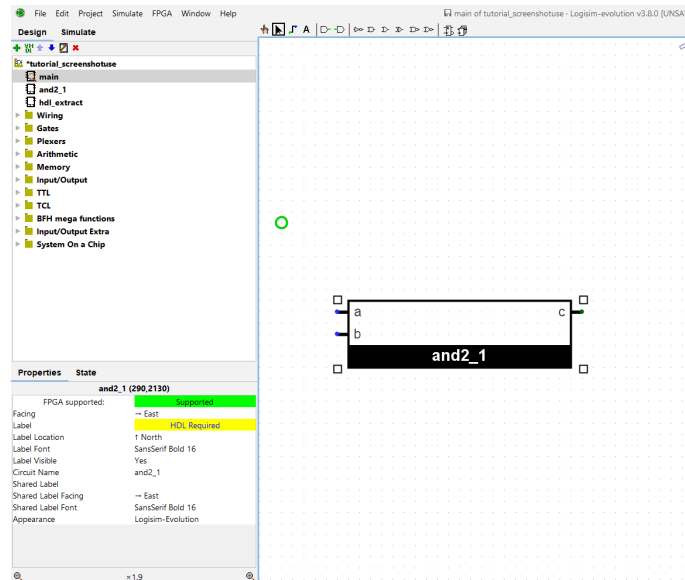 File Edit Project Simulate FPGA Window Help
main of tutorial_screenshotuse · Logisim-evolution v3.8.0 [UNSA
Design Simulate
A
*tutorial_screenshotuse
main
and2_1
hdl_extract
Wiring
Gates
Plexers
Arithmetic
Memory
Input/Output
TTL
TCL
BFH mega functions
Input/Output Extra
System On a Chip
a c
b
and2_1
Properties State
and2_1 (290,2130)
FPGA supported: Supported
Facing → East
Label HDL Required
Label Location ↑ North
Label Font SansSerif Bold 16
Label Visible Yes
Circuit Name and2_1
Shared Label
Shared Label Facing → East
Shared Label Font SansSerif Bold 16
Appearance Logisim-Evolution
×1.9